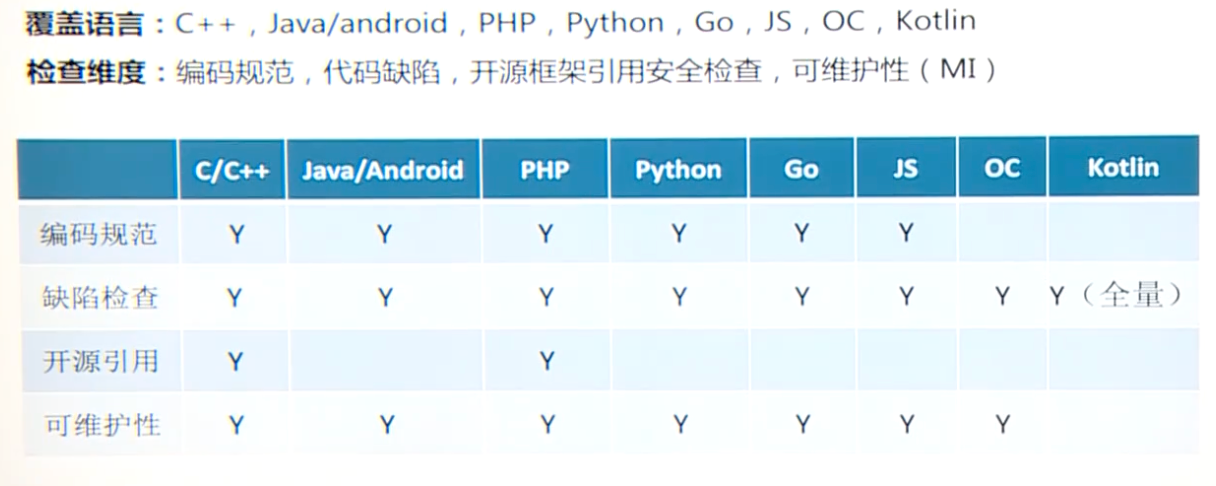 覆盖语言：C++，Java/android，PHP，Python，Go，JS，OC，Kotlin
检查维度：编码规范，代码缺陷，开源框架引用安全检查，可维护性（MI）
C/C++ Java/Android PHP Python Go JS OC Kotlin
编码规范 Y Y Y Y Y Y
缺陷检查 Y Y Y Y Y Y Y Y（全量）
开源引用 Y Y
可维护性 Y Y Y Y Y Y Y